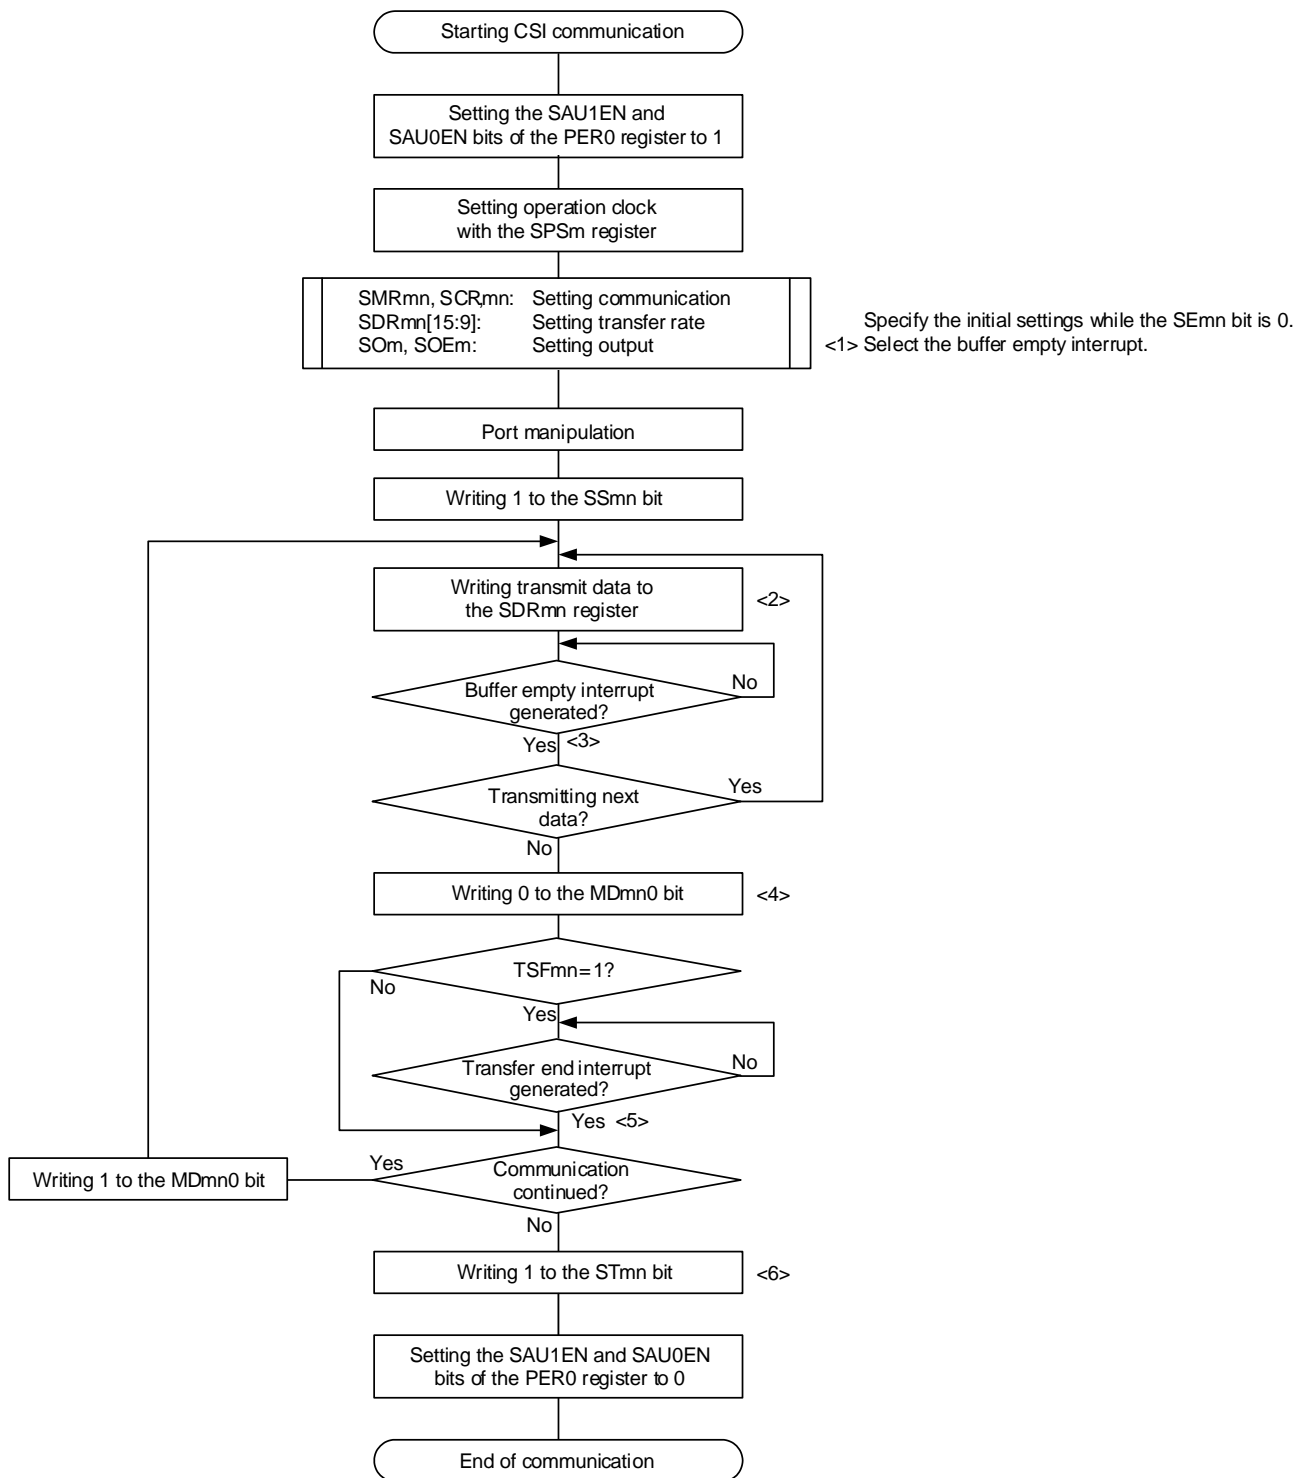 Starting CSI communication
Setting the SAU1EN and
SAU0EN bits of the PER0 register to 1
Setting operation clock
with the SPSm register
SMRmn, SCR,mn: Setting communication
SDRmn[15:9]: Setting transfer rate
SOm, SOEm: Setting output
Specify the initial settings while the SEmn bit is 0.
<1> Select the buffer empty interrupt.
Port manipulation
Writing 1 to the SSmn bit
Writing transmit data to
the SDRmn register
<2>
Buffer empty interrupt
generated?
No
Yes
<3>
Transmitting next
data?
Yes
No
Writing 0 to the MDmn0 bit
<4>
TSFmn=1?
No
Yes
Transfer end interrupt
generated?
No
Yes <5>
Communication
continued?
Yes
Writing 1 to the MDmn0 bit
No
Writing 1 to the STmn bit
<6>
Setting the SAU1EN and SAU0EN
bits of the PER0 register to 0
End of communication